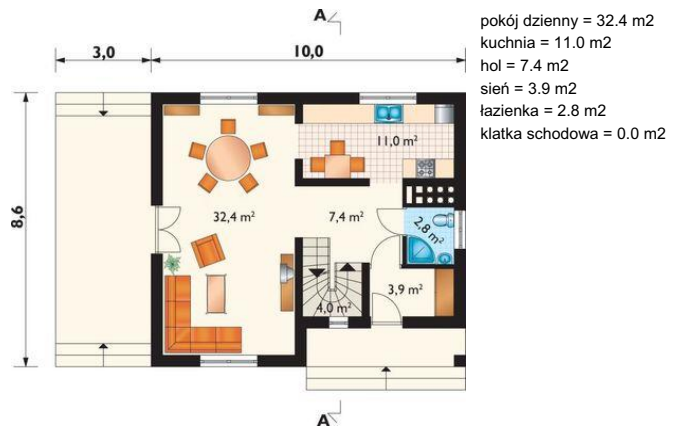 A
3,0
10,0
8,6
11,0 m²
32,4 m²
7,4 m²
2,8 m²
3,9 m²
4,0 m²
A
pokój dzienny = 32.4 m2
kuchnia = 11.0 m2
hol = 7.4 m2
sień = 3.9 m2
łazienka = 2.8 m2
klatka schodowa = 0.0 m2